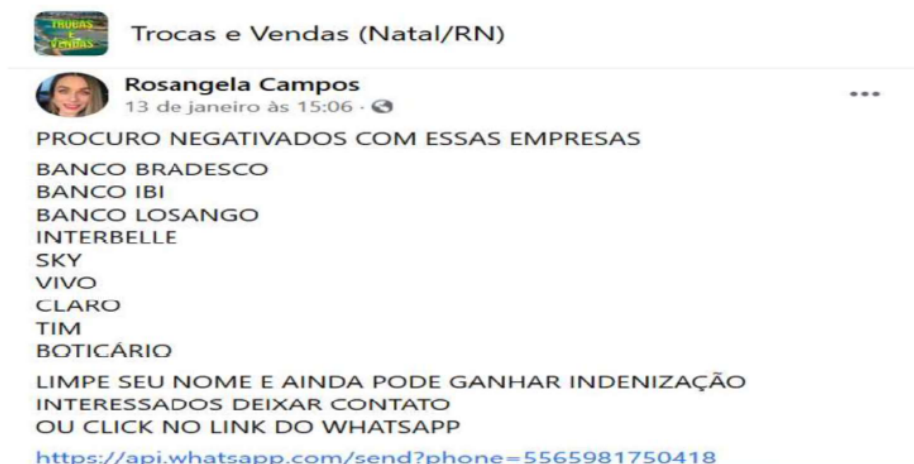 TROCAS
E
VENDAS
Trocas e Vendas (Natal/RN)
Rosangela Campos
13 de janeiro às 15:06 ·
PROCURO NEGATIVADOS COM ESSAS EMPRESAS
BANCO BRADESCO
BANCO IBI
BANCO LOSANGO
INTERBELLE
SKY
VIVO
CLARO
TIM
BOTICÁRIO
LIMPE SEU NOME E AINDA PODE GANHAR INDENIZAÇÃO
INTERESSADOS DEIXAR CONTATO
OU CLICK NO LINK DO WHATSAPP
https://api.whatsapp.com/send?phone=5565981750418